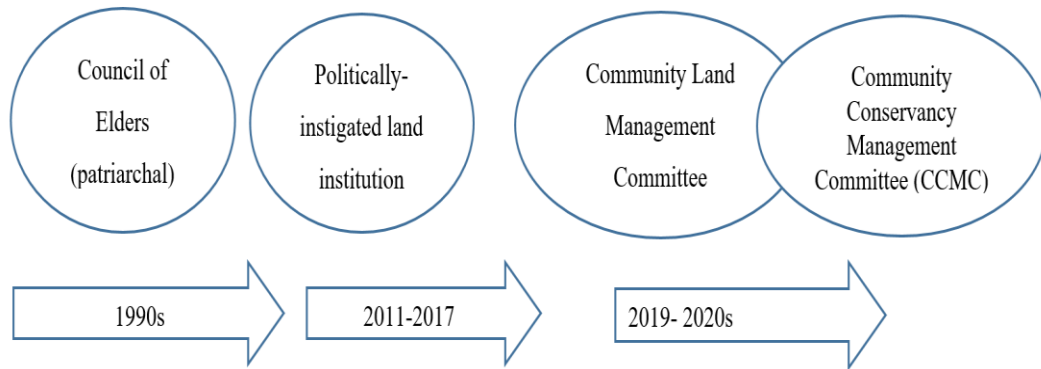 Council of
Elders
(patriarchal)
Politically-
instigated land
institution
Community Land
Management
Committee
Community
Conservancy
Management
Committee (CCMC)
1990s
2011-2017
2019- 2020s